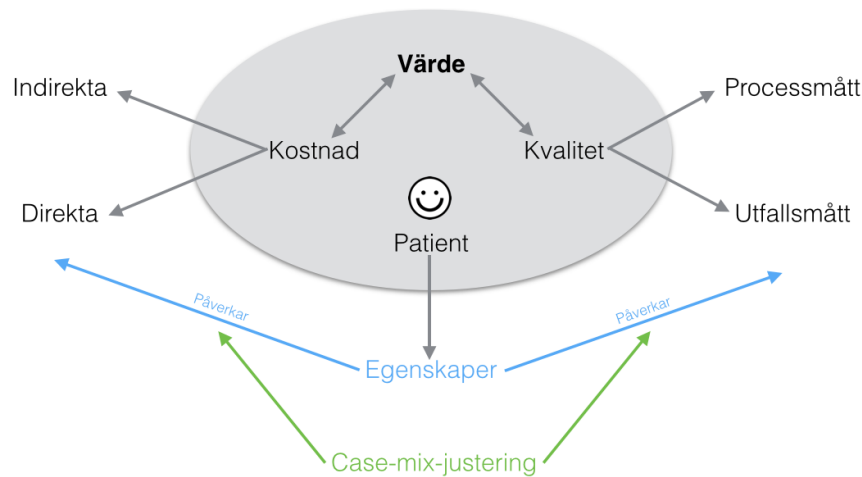 Värde
Indirekta
Processmått
Kostnad
Kvalitet
Direkta
Utfallsmått
Patient
Påverkar
Påverkar
Egenskaper
Case-mix-justering